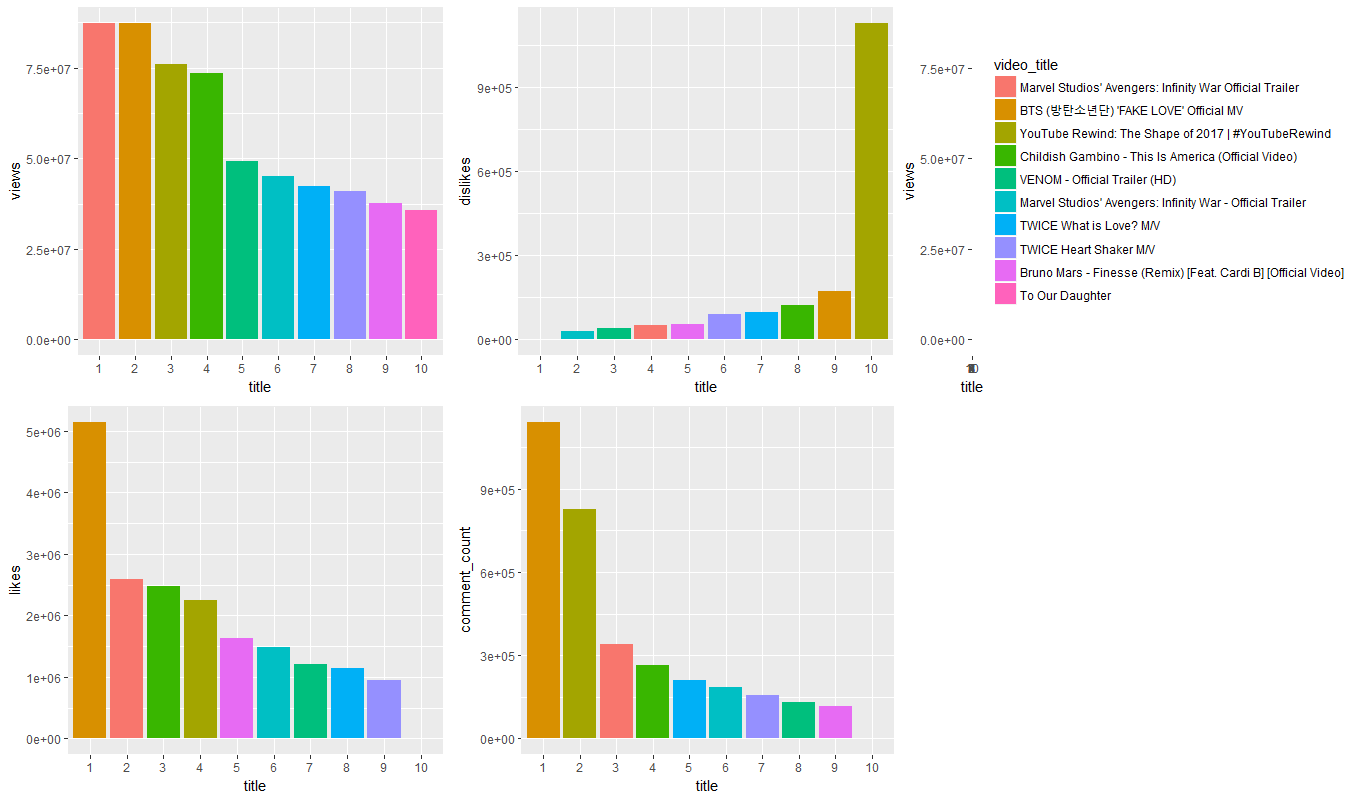 7.5e+07
5.0e+07
2.5e+07
0.0e+00
views
1 2 3 4 5 6 7 8 9 10
title
9e+05
6e+05
3e+05
0e+00
dislikes
1 2 3 4 5 6 7 8 9 10
title
7.5e+07
5.0e+07
2.5e+07
0.0e+00
views
title
video_title
Marvel Studios' Avengers: Infinity War Official Trailer
BTS (방탄소년단) 'FAKE LOVE' Official MV
YouTube Rewind: The Shape of 2017 | #YouTubeRewind
Childish Gambino - This Is America (Official Video)
VENOM - Official Trailer (HD)
Marvel Studios' Avengers: Infinity War - Official Trailer
TWICE What is Love? M/V
TWICE Heart Shaker M/V
Bruno Mars - Finesse (Remix) [Feat. Cardi B] [Official Video]
To Our Daughter
5e+06
4e+06
3e+06
2e+06
1e+06
0e+00
likes
1 2 3 4 5 6 7 8 9 10
title
9e+05
6e+05
3e+05
0e+00
comment_count
1 2 3 4 5 6 7 8 9 10
title